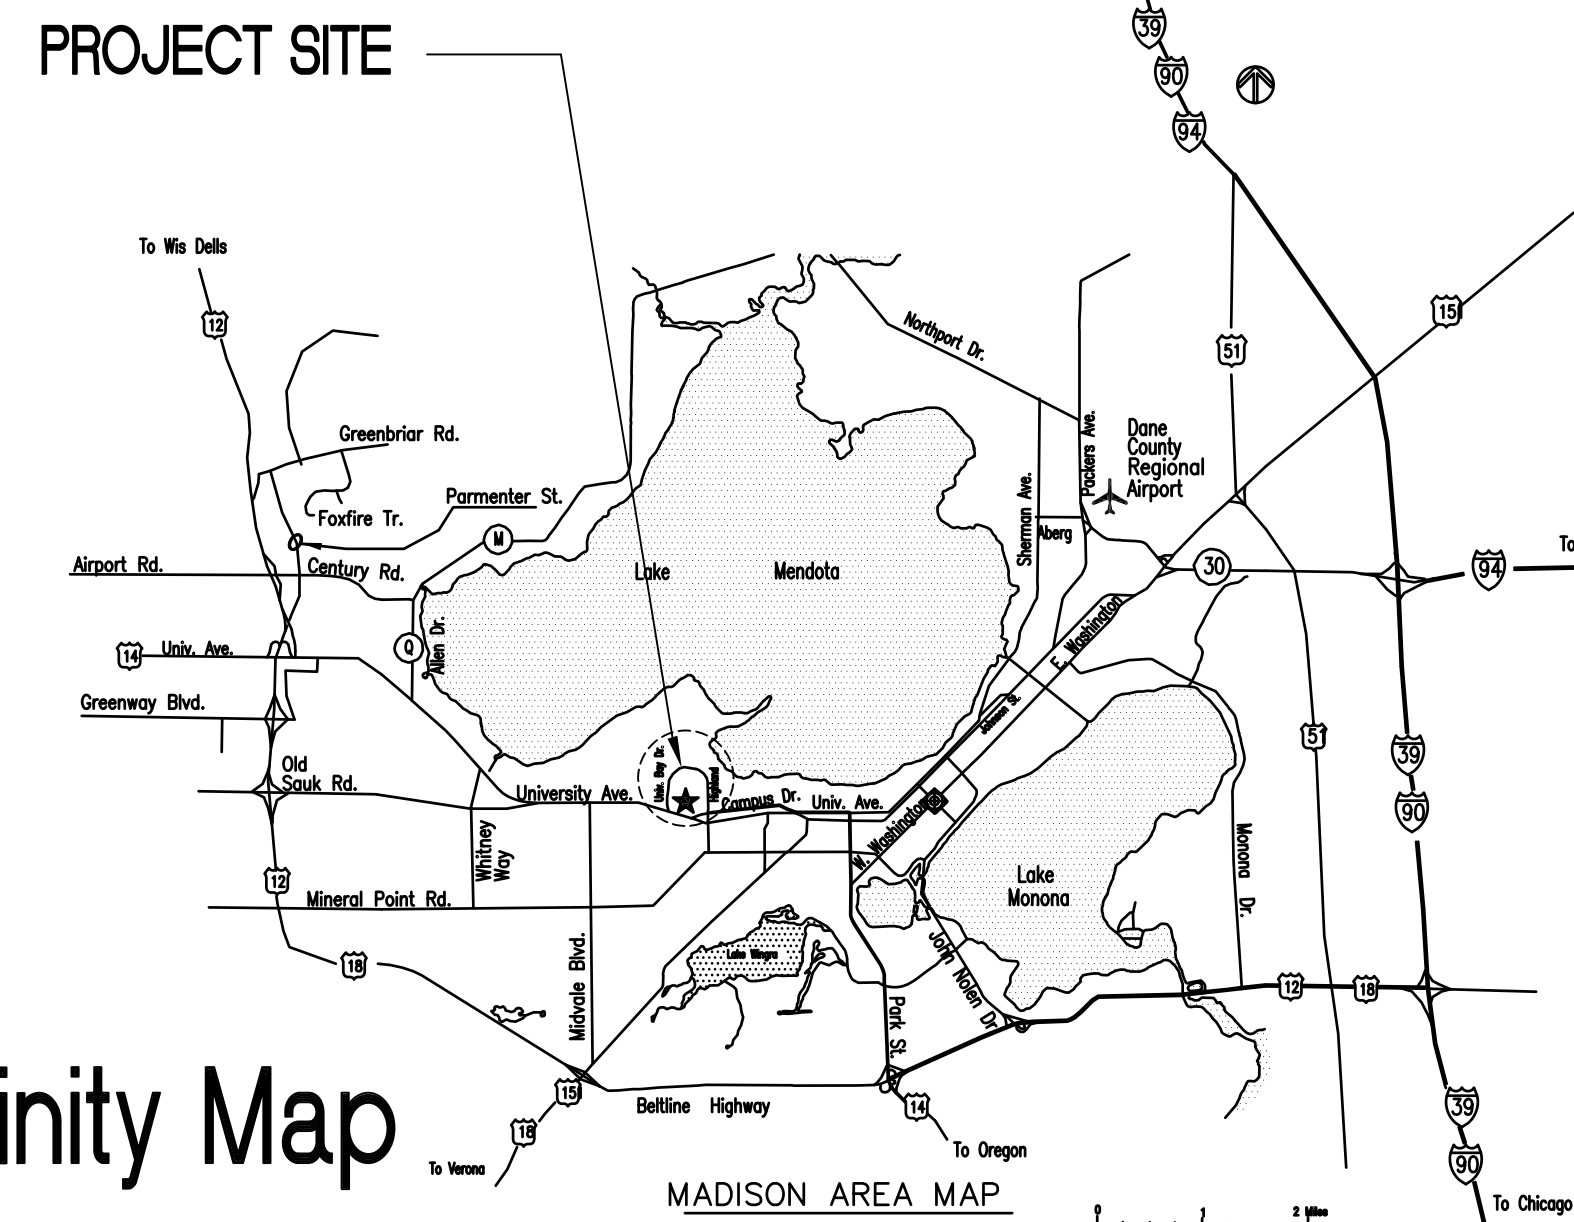 PROJECT SITE
39
90
94
To Wis Dells
12
151
Northport Dr.
51
Greenbriar Rd.
Packers Ave.
Dane
County
Regional
Airport
Parmenter St.
Foxfire Tr.
Sherman Ave.
Aberg
M
Airport Rd.
Century Rd.
Lake Mendota
30
94
To
E. Washington
Allen Dr.
Q
14
Univ. Ave.
Greenway Blvd.
Johnson St.
51
39
Old
Sauk Rd.
Univ. Bay Dr.
Highland
University Ave.
Campus Dr.
Univ. Ave.
90
W. Washington
Whitney
Way
Monona Dr.
12
Lake
Monona
Mineral Point Rd.
Midvale Blvd.
Lake Wingra
John Nolen Dr
18
12
18
Park St.
inity Map
151
Beltline Highway
14
39
18
To Verona
To Oregon
90
MADISON AREA MAP
To Chicago
0
1
2 Miles